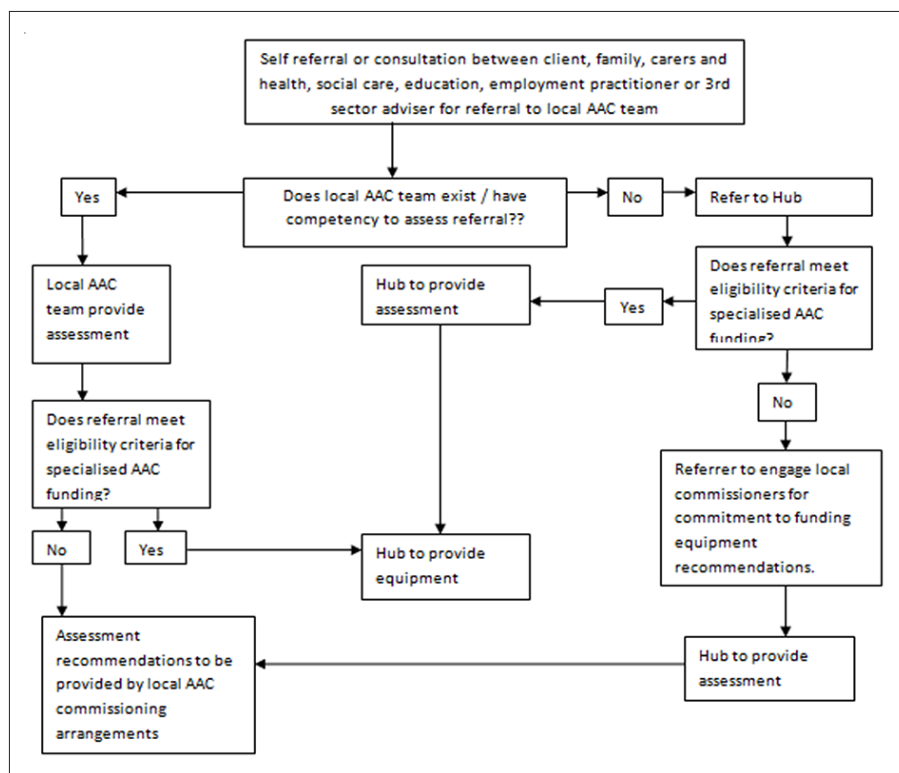 Self referral or consultation between client, family, carers and
health, social care, education, employment practitioner or 3rd
sector adviser for referral to local AAC team
Yes
Does local AAC team exist / have
competency to assess referral??
No
Refer to Hub
Local AAC
team provide
assessment
Hub to provide
assessment
Yes
Does referral meet
eligibility criteria for
specialised AAC
funding?
No
Does referral meet
eligibility criteria for
specialised AAC
funding?
Referrer to engage local
commissioners for
commitment to funding
equipment
recommendations.
No
Yes
Hub to provide
equipment
Assessment
recommendations to be
provided by local AAC
commissioning
arrangements
Hub to provide
assessment